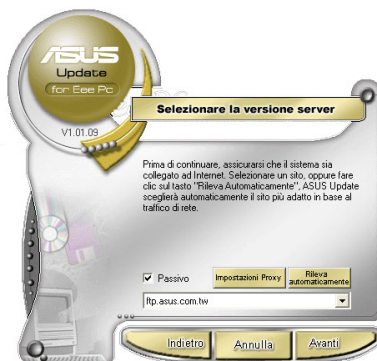 ASUS
Update
for Eee Pc
V1.01.09
Selezionare la versione server
Prima di continuare, assicurarsi che il sistema sia
collegato ad Internet. Selezionare un sito, oppure fare
clic sul tasto "Rileva Automaticamente", ASUS Update
sceglierà automaticamente il sito più adatto in base al
traffico di rete.
Passivo
Impostazioni Proxy
Rileva
automaticamente
ftp.asus.com.tw
Indietro
Annulla
Avanti